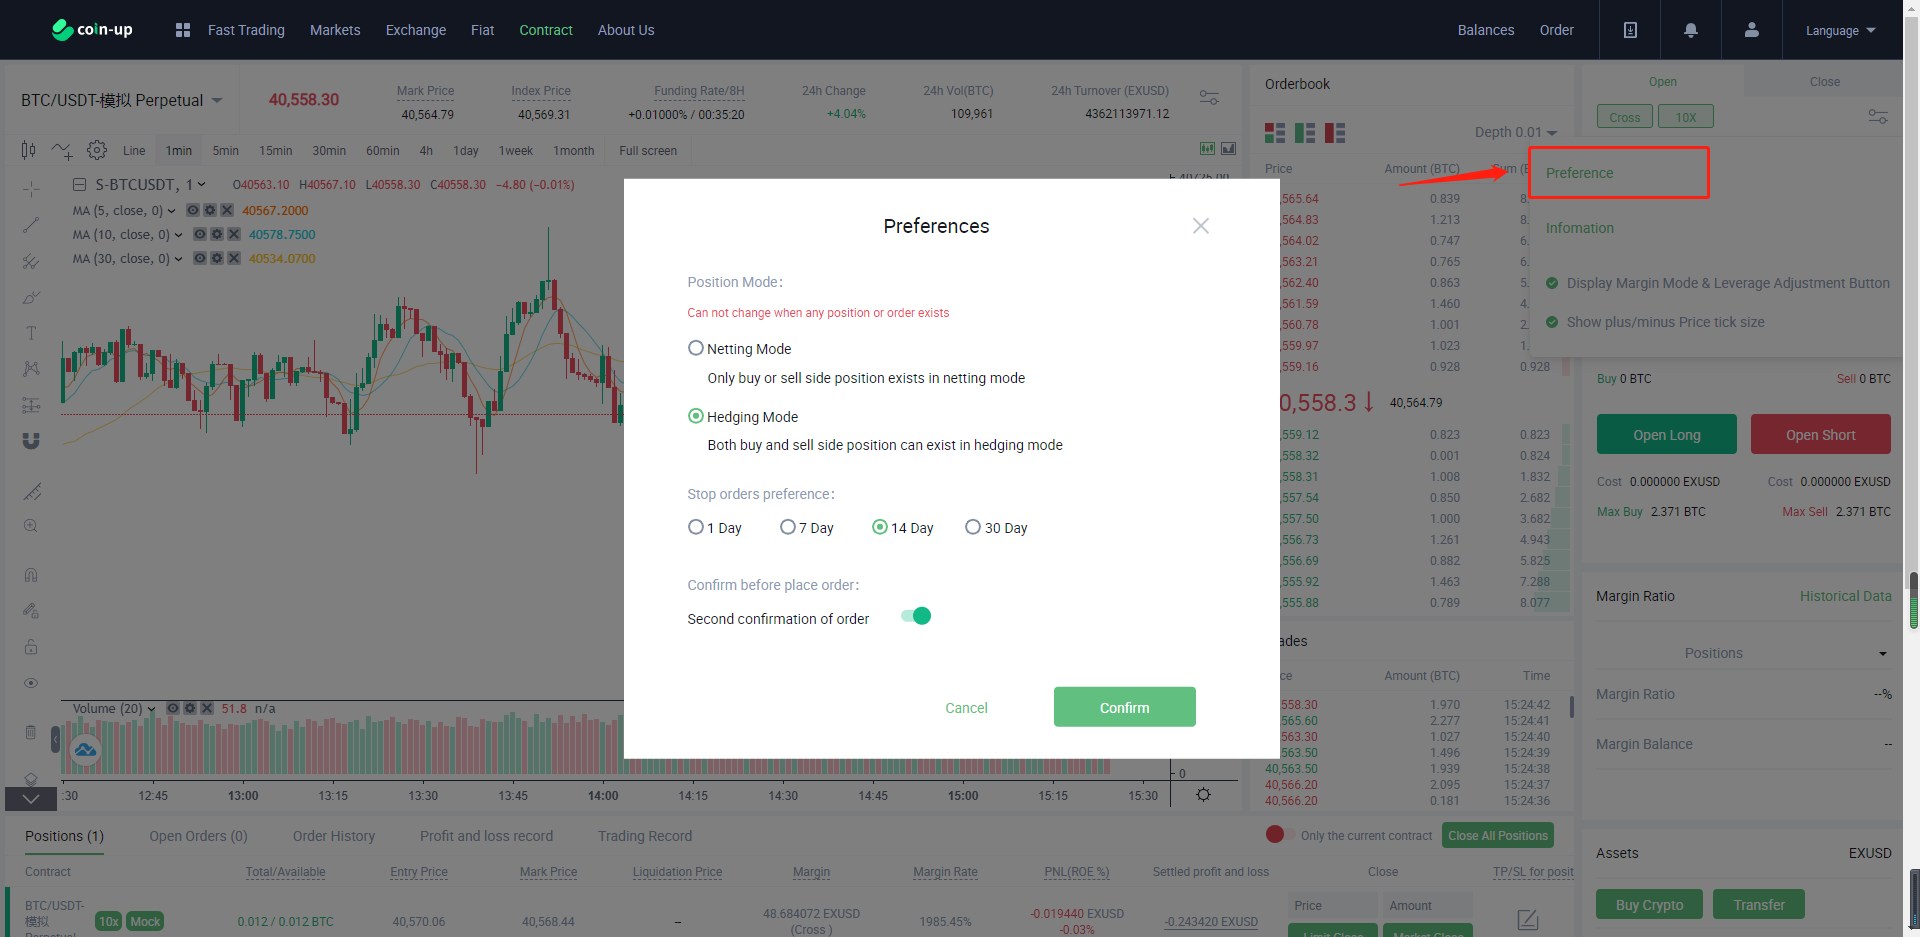 coin-up
Fast Trading
Markets
Exchange
Fiat
Contract
About Us
Balances
Order
Language
BTC/USDT-模拟 Perpetual
40,558.30
Mark Price
40,564.79
Index Price
40,569.31
Funding Rate/8H
+0.01000% / 00:35:20
24h Change
+4.04%
24h Vol(BTC)
109,961
24h Turnover (EXUSD)
4362113971.12
Line
1min
5min
15min
30min
60min
4h
1day
1week
1month
Full screen
S-BTCUSDT, 1
O40563.10 H40567.10 L40558.30 C40558.30 −4.80 (−0.01%)
MA (5, close, 0)
40567.2000
MA (10, close, 0)
40578.7500
MA (30, close, 0)
40534.0700
Volume (20)
51.8 n/a
0
:30
12:45
13:00
13:15
13:30
13:45
14:00
14:15
14:30
14:45
15:00
15:15
15:30
Preferences
Position Mode:
Can not change when any position or order exists
Netting Mode
Only buy or sell side position exists in netting mode
Hedging Mode
Both buy and sell side position can exist in hedging mode
Stop orders preference:
1 Day
7 Day
14 Day
30 Day
Confirm before place order:
Second confirmation of order
Cancel
Confirm
Orderbook
Depth 0.01
Price
Amount (BTC)
,565.64 0.839
,564.83 1.213
,564.02 0.747
,563.21 0.765
,562.40 0.863
,561.59 1.460
,560.78 1.001
,559.97 1.023
,559.16 0.928 0.928
0,558.3
40,564.79
,559.12 0.823 0.823
,558.32 0.001 0.824
,558.31 1.008 1.832
,557.54 0.850 2.682
,557.50 1.000 3.682
,556.73 1.261 4.943
,556.69 0.882 5.825
,555.92 1.463 7.288
,555.88 0.789 8.077
ades
ce
Amount (BTC)
Time
,558.30 1.970 15:24:42
,565.60 2.277 15:24:41
,563.30 1.027 15:24:40
,563.50 1.496 15:24:39
40,563.50 1.939 15:24:38
40,566.20 2.095 15:24:37
40,566.20 0.181 15:24:36
Open
Close
Cross
10X
Preference
Infomation
Display Margin Mode & Leverage Adjustment Button
Show plus/minus Price tick size
Buy 0 BTC
Sell 0 BTC
Open Long
Open Short
Cost 0.000000 EXUSD
Cost 0.000000 EXUSD
Max Buy 2.371 BTC
Max Sell 2.371 BTC
Margin Ratio
Historical Data
Positions
Margin Ratio
--%
Margin Balance
--
Assets
EXUSD
Buy Crypto
Transfer
Positions (1)
Open Orders (0)
Order History
Profit and loss record
Trading Record
Only the current contract
Close All Positions
Contract
Total/Available
Entry Price
Mark Price
Liquidation Price
Margin
Margin Rate
PNL(ROE %)
Settled profit and loss
Close
TP/SL for posit
BTC/USDT-
模拟
Perpetual
10x
Mock
0.012 / 0.012 BTC
40,570.06
40,568.44
–
48.684072 EXUSD
(Cross )
1985.45%
-0.019440 EXUSD
-0.03%
-0.243420 EXUSD
Price
Amount
Limit Close
Market Close